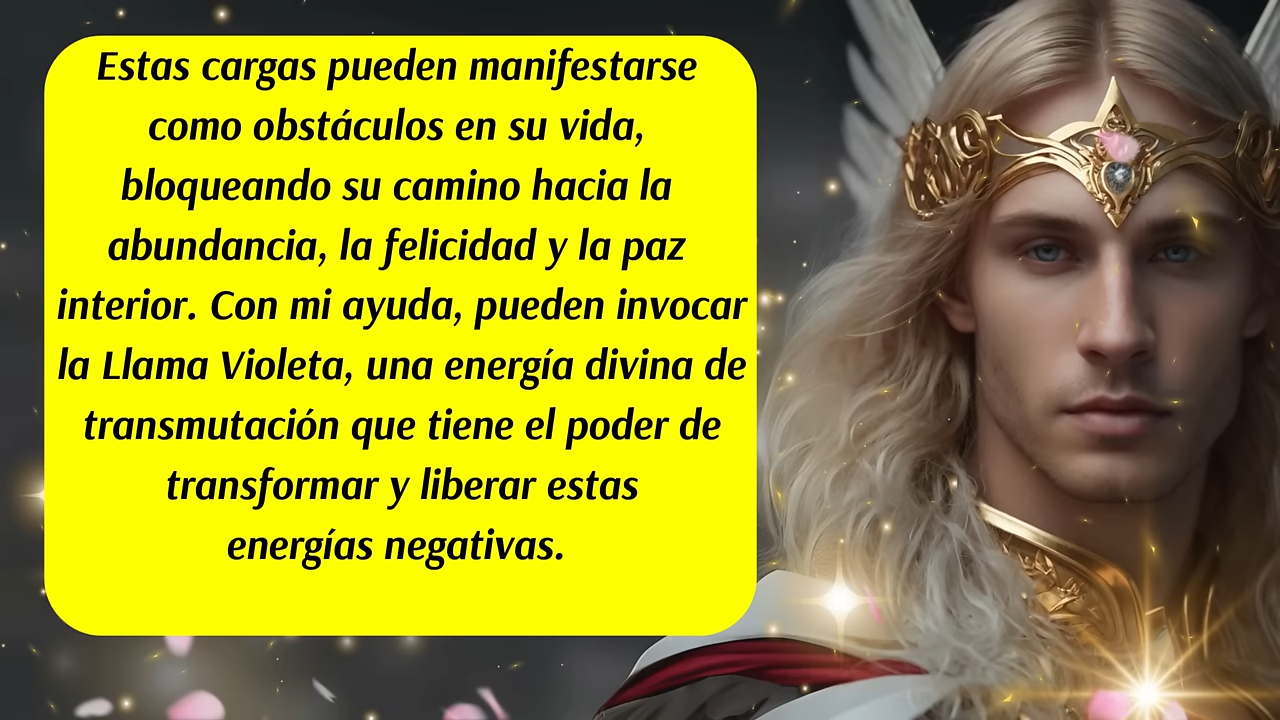 Estas cargas pueden manifestarse
como obstáculos en su vida,
bloqueando su camino hacia la
abundancia, la felicidad y la paz
interior. Con mi ayuda, pueden invocar
la Llama Violeta, una energía divina de
transmutación que tiene el poder de
transformar y liberar estas
energías negativas.